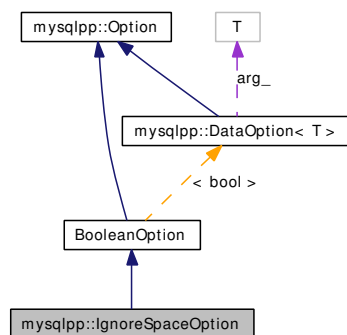 mysqlpp::Option
T
arg_
mysqlpp::DataOption< T >
< bool >
BooleanOption
mysqlpp::IgnoreSpaceOption